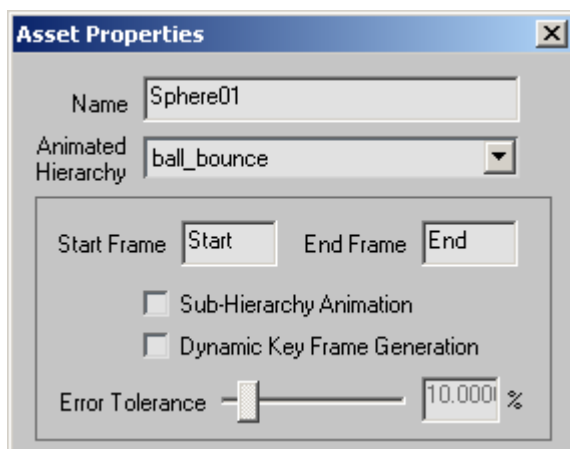 Asset Properties
Name Sphere01
Animated
Hierarchy ball_bounce
Start Frame Start End Frame End
Sub-Hierarchy Animation
Dynamic Key Frame Generation
Error Tolerance 10.000 %